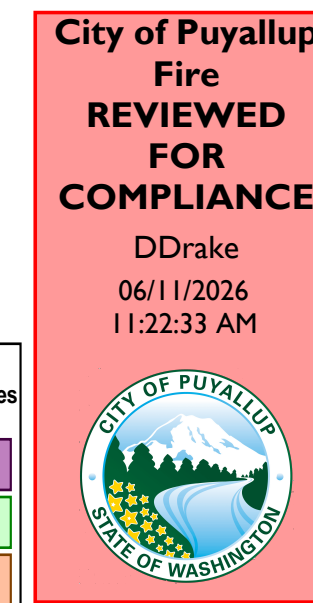 City of Puyallup
Fire
REVIEWED
FOR
COMPLIANCE
DDrake
06/11/2026
11:22:33 AM
es
CITY OF PUYALLUP
STATE OF WASHINGTON